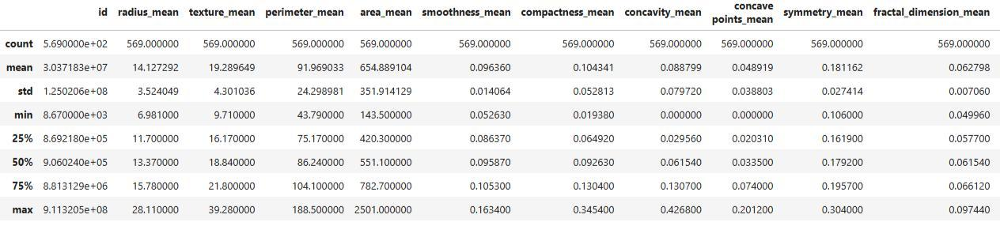 id radius_mean texture_mean perimeter_mean area_mean smoothness_mean compactness_mean concavity_mean concave points_mean symmetry_mean fractal_dimension_mean
count 5.690000e+02 569.000000 569.000000 569.000000 569.000000 569.000000 569.000000 569.000000 569.000000 569.000000 569.000000
mean 3.037183e+07 14.127292 19.289649 91.969033 654.889104 0.096360 0.104341 0.088799 0.048919 0.181162 0.062798
std 1.250206e+08 3.524049 4.301036 24.298981 351.914129 0.014064 0.052813 0.079720 0.038803 0.027414 0.007060
min 8.670000e+03 6.981000 9.710000 43.790000 143.500000 0.052630 0.019380 0.000000 0.000000 0.106000 0.049960
25% 8.692180e+05 11.700000 16.170000 75.170000 420.300000 0.086370 0.064920 0.029560 0.020310 0.161900 0.057700
50% 9.060240e+05 13.370000 18.840000 86.240000 551.100000 0.095870 0.092630 0.061540 0.033500 0.179200 0.061540
75% 8.813129e+06 15.780000 21.800000 104.100000 782.700000 0.105300 0.130400 0.130700 0.074000 0.195700 0.066120
max 9.113205e+08 28.110000 39.280000 188.500000 2501.000000 0.163400 0.345400 0.426800 0.201200 0.304000 0.097440